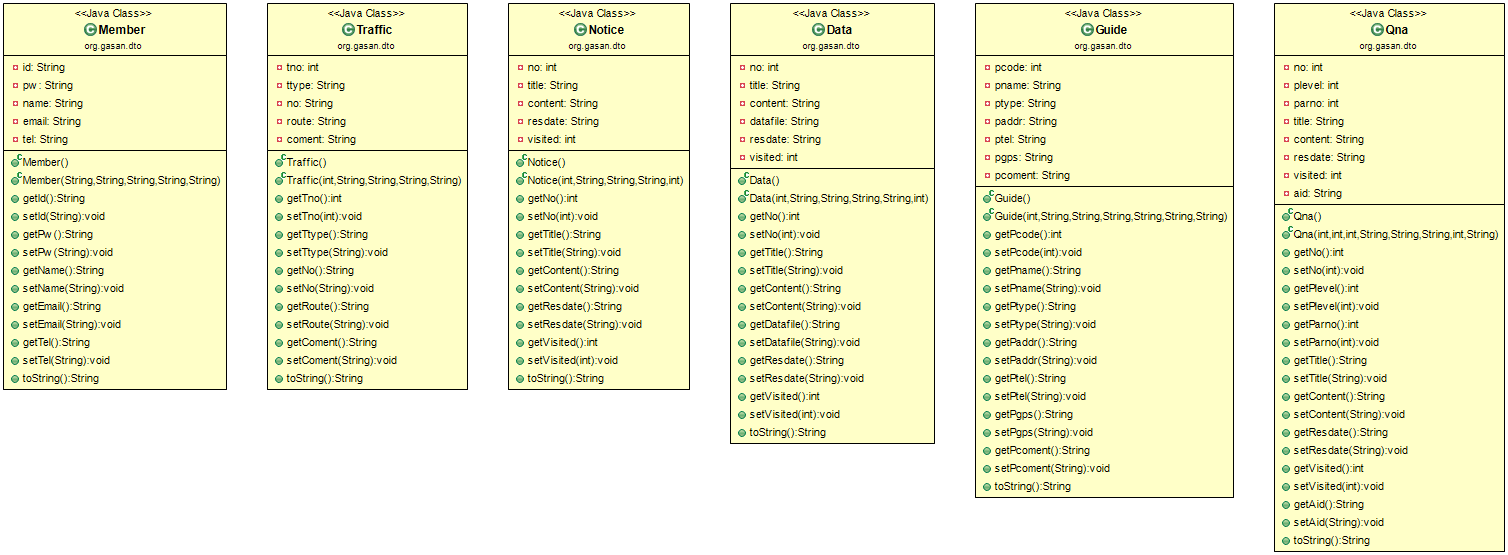 <<Java Class>>
Member
org.gasan.dto
id: String
pw: String
name: String
email: String
tel: String
Member()
Member(String,String,String,String,String)
getId():String
setId(String):void
getPw():String
setPw(String):void
getName():String
setName(String):void
getEmail():String
setEmail(String):void
getTel():String
setTel(String):void
toString():String
<<Java Class>>
Traffic
org.gasan.dto
tno: int
ttype: String
no: String
route: String
coment: String
Traffic()
Traffic(int,String,String,String,String)
getTno():int
setTno(int):void
getTtype():String
setTtype(String):void
getNo():String
setNo(String):void
getRoute():String
setRoute(String):void
getComent():String
setComent(String):void
toString():String
<<Java Class>>
Notice
org.gasan.dto
no: int
title: String
content: String
resdate: String
visited: int
Notice()
Notice(int,String,String,String,int)
getNo():int
setNo(int):void
getTitle():String
setTitle(String):void
getContent():String
setContent(String):void
getResdate():String
setResdate(String):void
getVisited():int
setVisited(int):void
toString():String
<<Java Class>>
Data
org.gasan.dto
no: int
title: String
content: String
datafile: String
resdate: String
visited: int
Data()
Data(int,String,String,String,String,int)
getNo():int
setNo(int):void
getTitle():String
setTitle(String):void
getContent():String
setContent(String):void
getDatafile():String
setDatafile(String):void
getResdate():String
setResdate(String):void
getVisited():int
setVisited(int):void
toString():String
<<Java Class>>
Guide
org.gasan.dto
pcode: int
pname: String
ptype: String
paddr: String
ptel: String
pgps: String
pcoment: String
Guide()
Guide(int,String,String,String,String,String,String)
getPcode():int
setPcode(int):void
getPname():String
setPname(String):void
getPtype():String
setPtype(String):void
getPaddr():String
setPaddr(String):void
getPtel():String
setPtel(String):void
getPgps():String
setPgps(String):void
getPcoment():String
setPcoment(String):void
toString():String
<<Java Class>>
Qna
org.gasan.dto
no: int
plevel: int
parno: int
title: String
content: String
resdate: String
visited: int
aid: String
Qna()
Qna(int,int,int,String,String,String,int,String)
getNo():int
setNo(int):void
getPlevel():int
setPlevel(int):void
getParno():int
setParno(int):void
getTitle():String
setTitle(String):void
getContent():String
setContent(String):void
getResdate():String
setResdate(String):void
getVisited():int
setVisited(int):void
getAid():String
setAid(String):void
toString():String